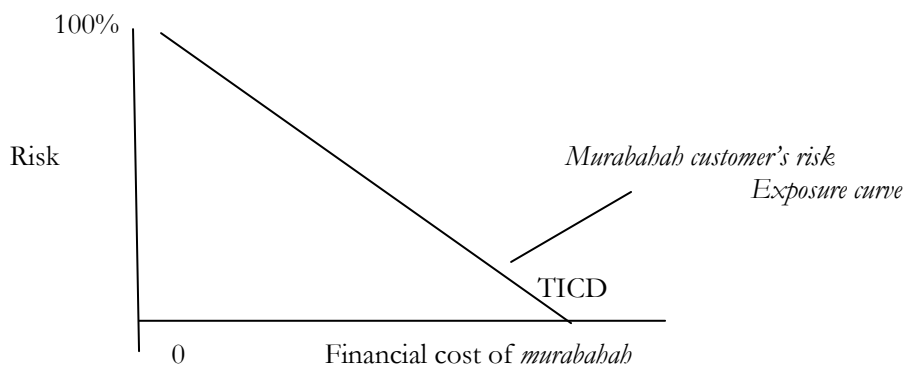 100%
Risk
Murabahah customer's risk
Exposure curve
TICD
0
Financial cost of murabahah